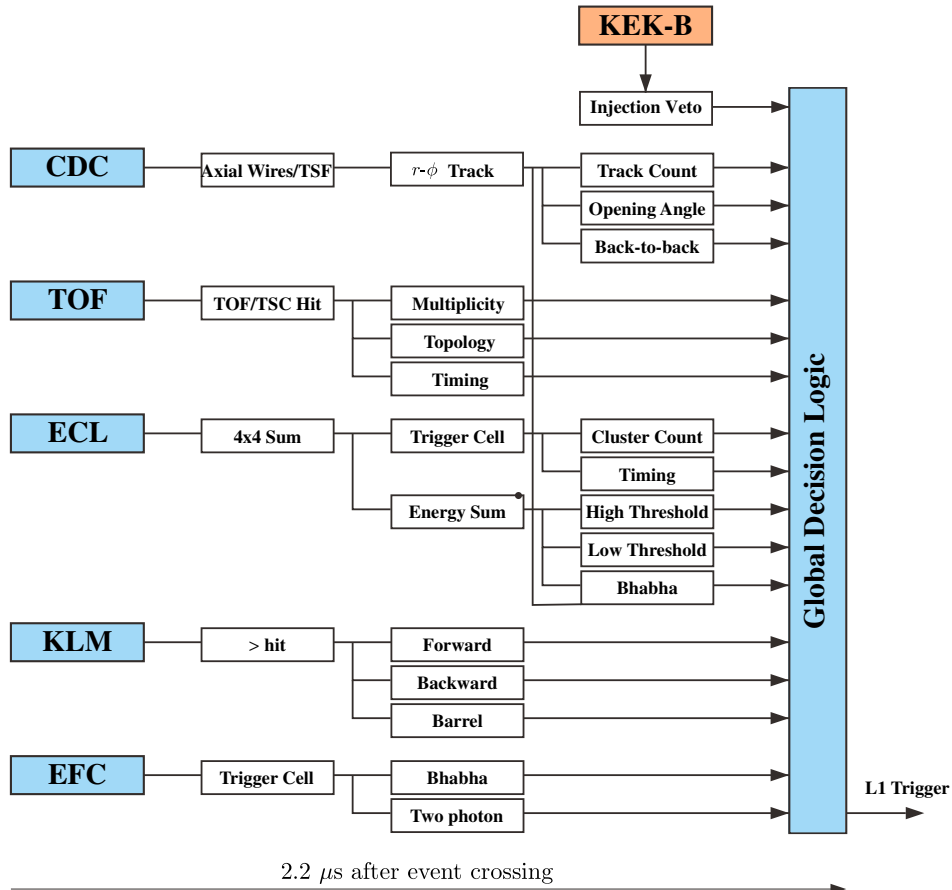 KEK-B
Injection Veto
CDC
Axial Wires/TSF
r-ϕ Track
Track Count
Opening Angle
Back-to-back
TOF
TOF/TSC Hit
Multiplicity
Topology
Timing
ECL
4x4 Sum
Trigger Cell
Cluster Count
Timing
Energy Sum
High Threshold
Low Threshold
Bhabha
KLM
> hit
Forward
Backward
Barrel
EFC
Trigger Cell
Bhabha
Two photon
Global Decision Logic
L1 Trigger
2.2 μs after event crossing